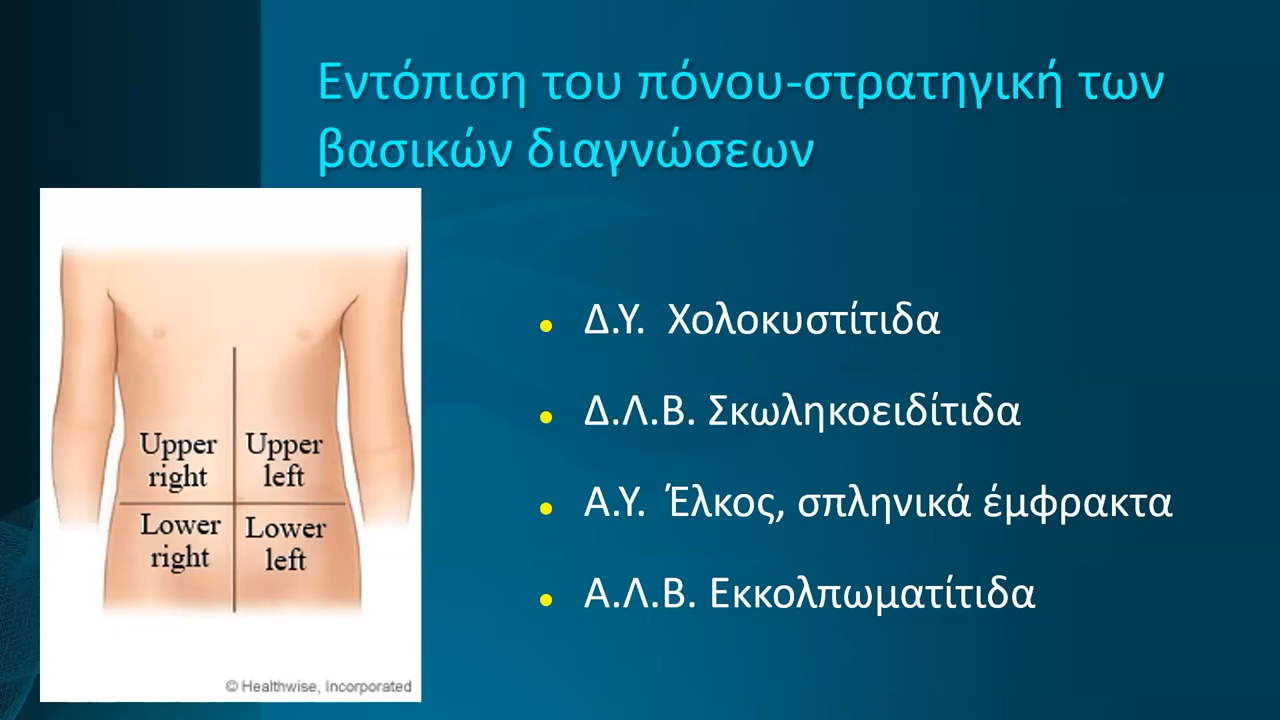 Εντόπιση του πόνου-στρατηγική των
βασικών διαγνώσεων
Upper right
Upper left
Lower right
Lower left
© Healthwise, Incorporated
Δ.Υ. Χολοκυστίτιδα
Δ.Λ.Β. Σκωληκοειδίτιδα
Α.Υ. Έλκος, σπληνικά έμφρακτα
Α.Λ.Β. Εκκολπωματίτιδα